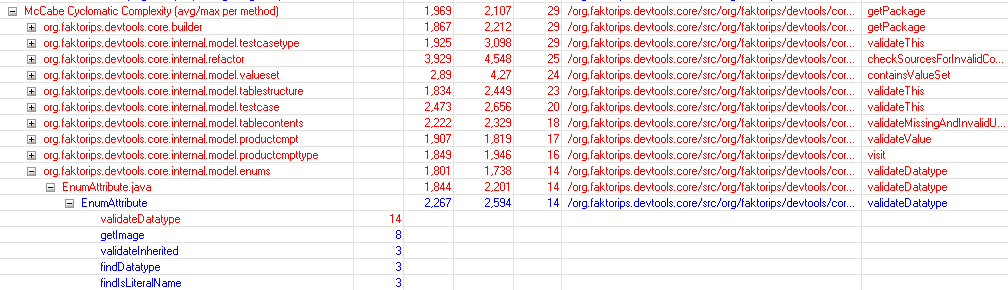 McCabe Cyclomatic Complexity (avg/max per method) 1,969 2,107 29 /org.faktorips.devtools.core/src/org/faktorips/devtools/cor... getPackage
org.faktorips.devtools.core.builder 1,867 2,212 29 /org.faktorips.devtools.core/src/org/faktorips/devtools/cor... getPackage
org.faktorips.devtools.core.internal.model.testcasetype 1,925 3,098 29 /org.faktorips.devtools.core/src/org/faktorips/devtools/cor... validateThis
org.faktorips.devtools.core.internal.refactor 3,929 4,548 25 /org.faktorips.devtools.core/src/org/faktorips/devtools/cor... checkSourcesForInvalidCo...
org.faktorips.devtools.core.internal.model.valueset 2,89 4,27 24 /org.faktorips.devtools.core/src/org/faktorips/devtools/cor... containsValueSet
org.faktorips.devtools.core.internal.model.tablestructure 1,834 2,449 23 /org.faktorips.devtools.core/src/org/faktorips/devtools/cor... validateThis
org.faktorips.devtools.core.internal.model.testcase 2,473 2,656 20 /org.faktorips.devtools.core/src/org/faktorips/devtools/cor... validateThis
org.faktorips.devtools.core.internal.model.tablecontents 2,222 2,329 18 /org.faktorips.devtools.core/src/org/faktorips/devtools/cor... validateMissingAndInvalidU...
org.faktorips.devtools.core.internal.model.productcmpt 1,907 1,819 17 /org.faktorips.devtools.core/src/org/faktorips/devtools/cor... validateValue
org.faktorips.devtools.core.internal.model.productcmpttype 1,849 1,946 16 /org.faktorips.devtools.core/src/org/faktorips/devtools/cor... visit
org.faktorips.devtools.core.internal.model.enums 1,801 1,738 14 /org.faktorips.devtools.core/src/org/faktorips/devtools/cor... validateDatatype
EnumAttribute.java 1,844 2,201 14 /org.faktorips.devtools.core/src/org/faktorips/devtools/cor... validateDatatype
EnumAttribute 2,267 2,594 14 /org.faktorips.devtools.core/src/org/faktorips/devtools/cor... validateDatatype
validateDatatype 14
getImage 8
validateInherited 3
findDatatype 3
findIsLiteralName 3